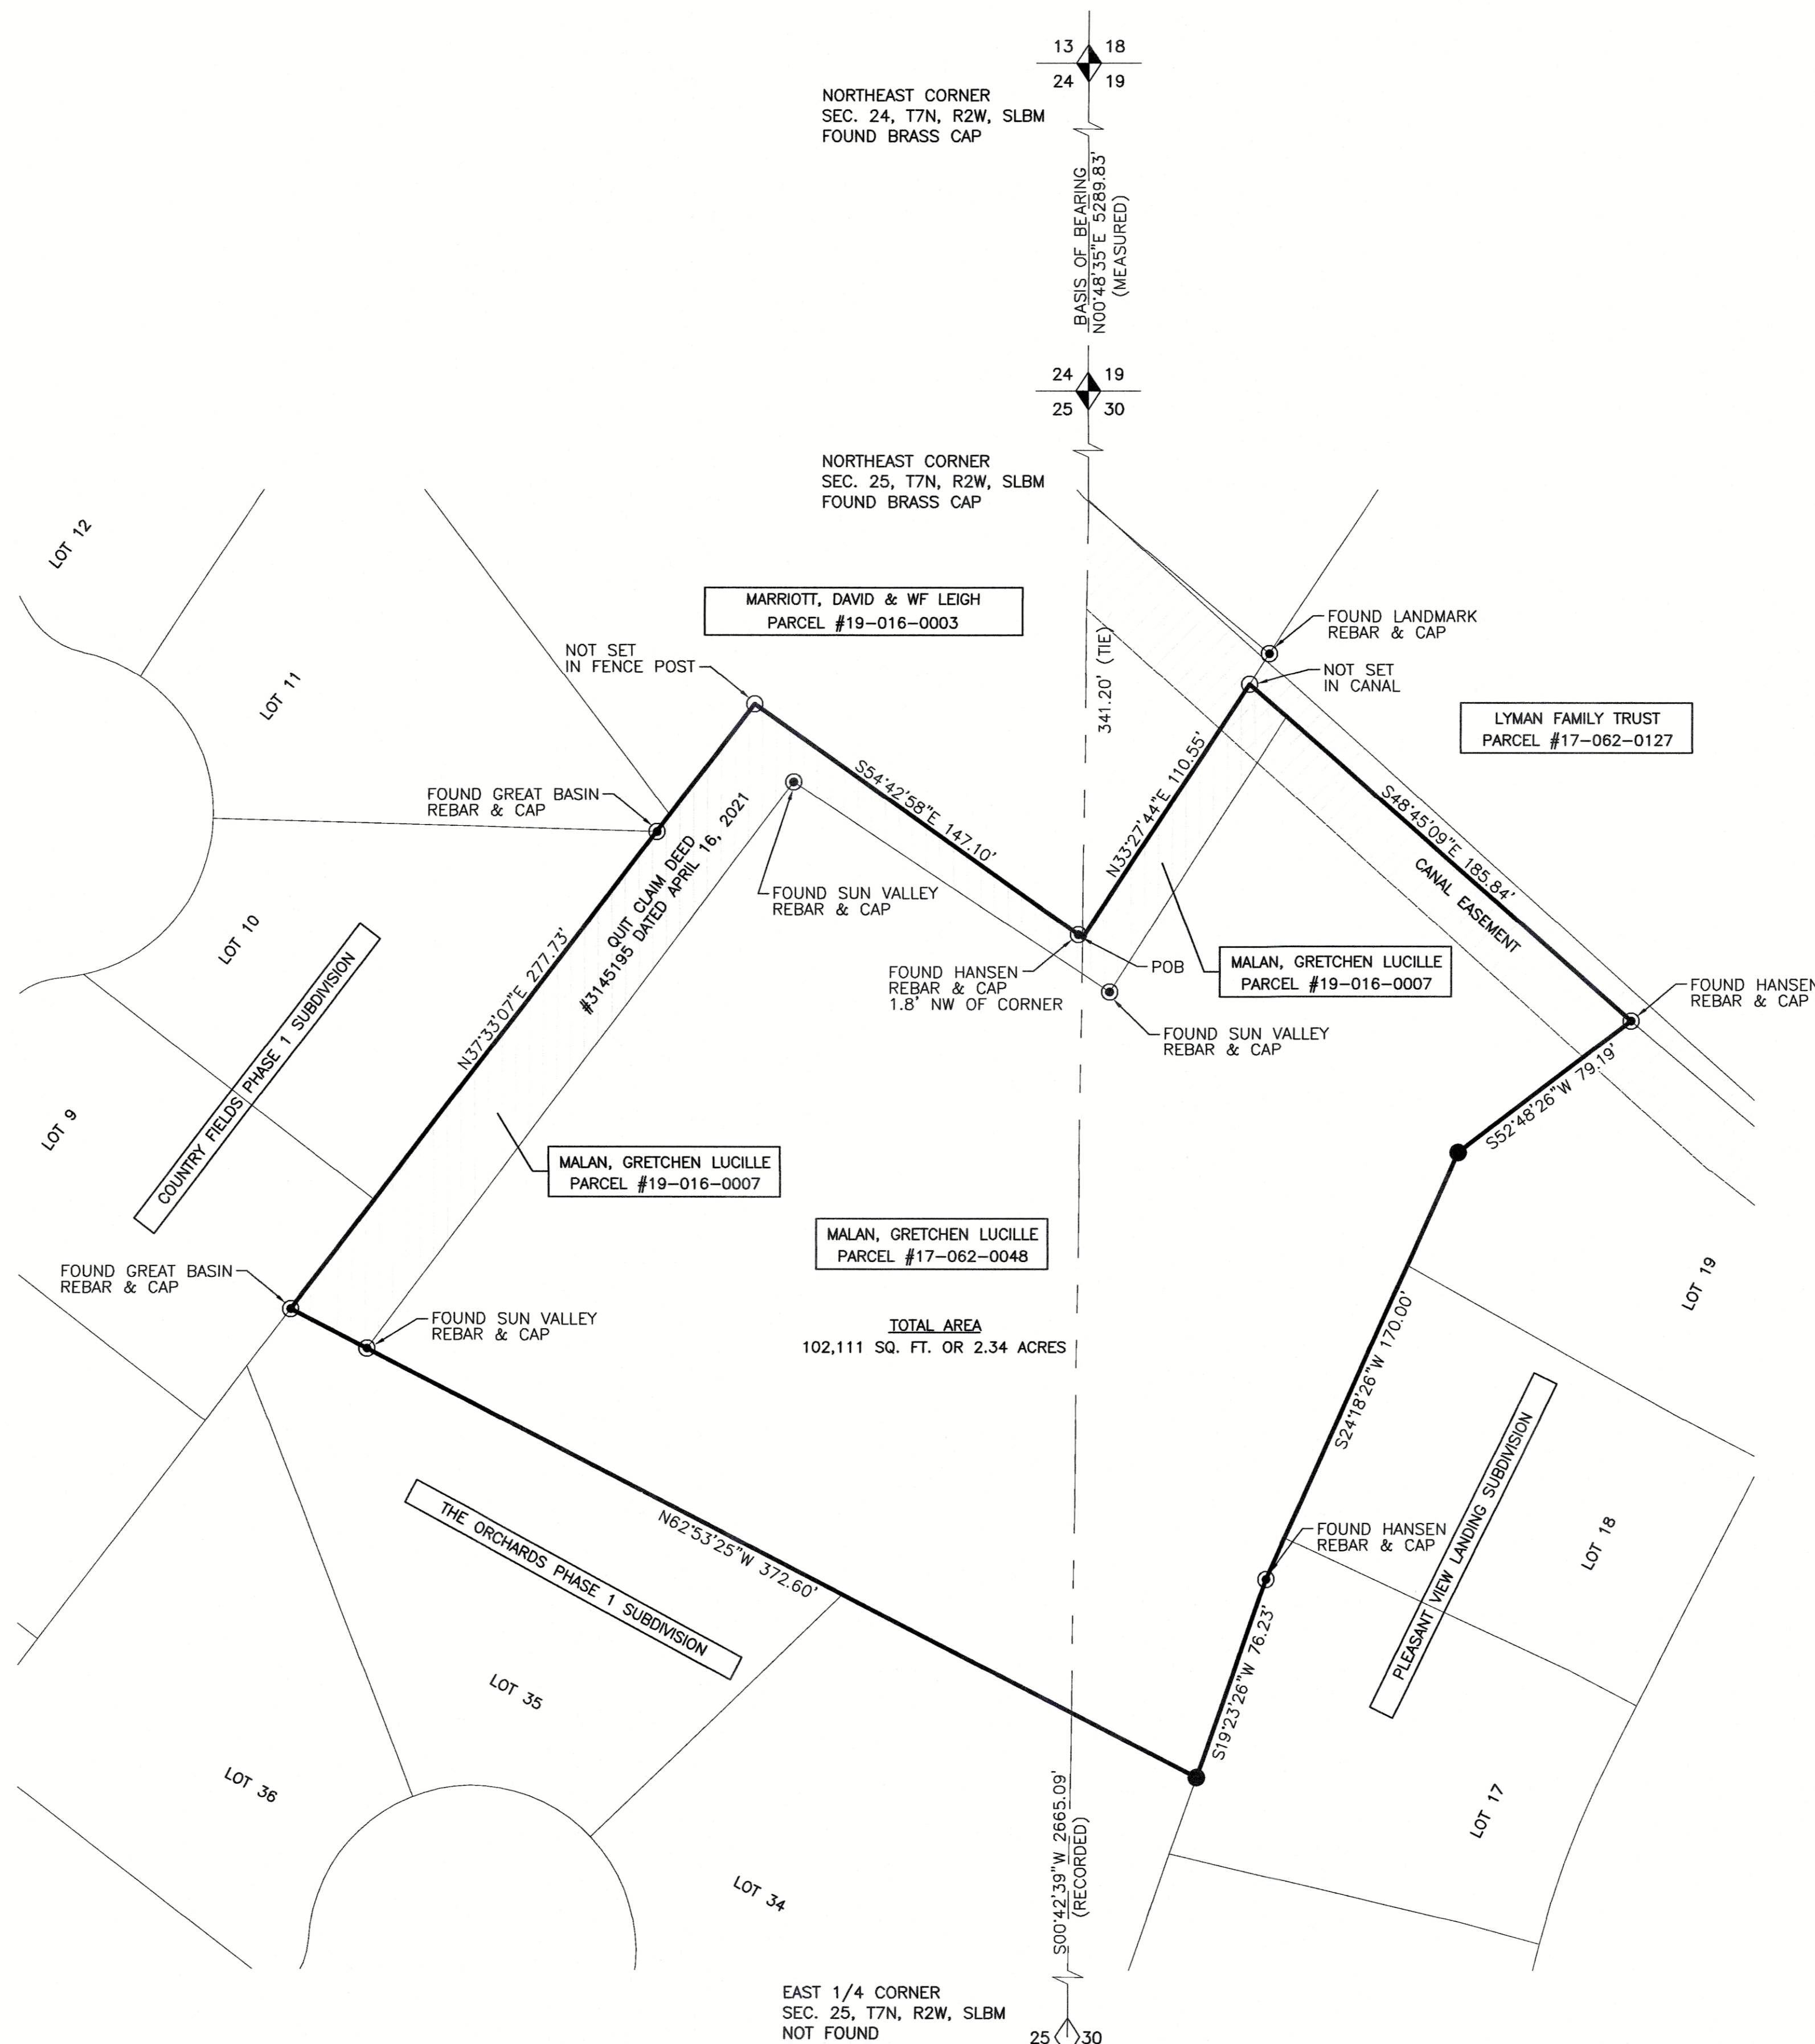 13 18
24 19
NORTHEAST CORNER
SEC. 24, T7N, R2W, SLBM
FOUND BRASS CAP
BASIS OF BEARING
N00°48'35"E 5289.83'
(MEASURED)
24 19
25 30
NORTHEAST CORNER
SEC. 25, T7N, R2W, SLBM
FOUND BRASS CAP
LOT 12
MARRIOTT, DAVID & WF LEIGH
PARCEL #19-016-0003
341.20' (TIE)
FOUND LANDMARK
REBAR & CAP
NOT SET
IN FENCE POST
NOT SET
IN CANAL
LOT 11
LYMAN FAMILY TRUST
PARCEL #17-062-0127
FOUND GREAT BASIN
REBAR & CAP
S54°42'58"E 147.10'
N33°27'44"E 110.55'
S48°45'09"E 185.84'
CANAL EASEMENT
QUIT CLAIM DEED
#3145195 DATED APRIL 16, 2021
FOUND SUN VALLEY
REBAR & CAP
LOT 10
N37°33'07"E 277.73'
FOUND HANSEN
REBAR & CAP
1.8' NW OF CORNER
POB
MALAN, GRETCHEN LUCILLE
PARCEL #19-016-0007
FOUND HANSEN
REBAR & CAP
FOUND SUN VALLEY
REBAR & CAP
COUNTRY FIELDS PHASE 1 SUBDIVISION
S52°48'26"W 79.19'
LOT 9
MALAN, GRETCHEN LUCILLE
PARCEL #19-016-0007
MALAN, GRETCHEN LUCILLE
PARCEL #17-062-0048
FOUND GREAT BASIN
REBAR & CAP
LOT 19
FOUND SUN VALLEY
REBAR & CAP
TOTAL AREA
102,111 SQ. FT. OR 2.34 ACRES
S24°18'26"W 170.00'
THE ORCHARDS PHASE 1 SUBDIVISION
N62°53'25"W 372.60'
FOUND HANSEN
REBAR & CAP
PLEASANT VIEW LANDING SUBDIVISION
LOT 18
S19°23'26"W 76.23'
LOT 35
LOT 36
LOT 17
S00°42'39"W 2665.09'
(RECORDED)
LOT 34
EAST 1/4 CORNER
SEC. 25, T7N, R2W, SLBM
NOT FOUND
25 30